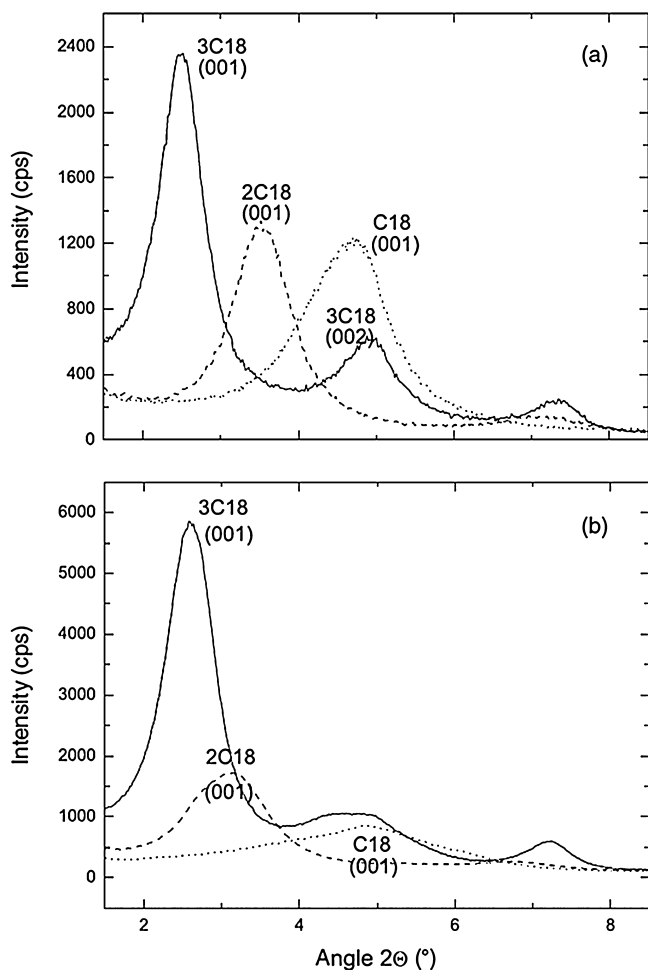 (a)
3C18
(001)
2C18
(001)
C18
(001)
3C18
(002)
2400
2000
1600
1200
800
400
0
Intensity (cps)
(b)
3C18
(001)
2C18
(001)
C18
(001)
6000
5000
4000
3000
2000
1000
0
Intensity (cps)
2
4
6
8
Angle 2Θ (°)